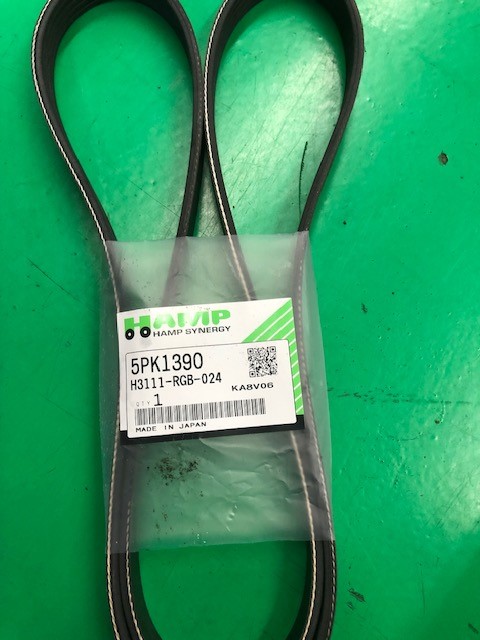 HAMP
HAMP SYNERGY
5PK1390
H3111-RGB-024
KA8V06
QTY 1
MADE IN JAPAN